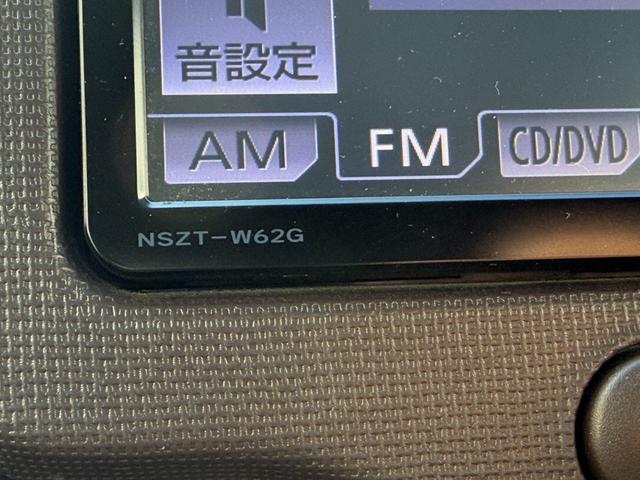 音設定
AM FM CD/DVD
NSZT-W62G